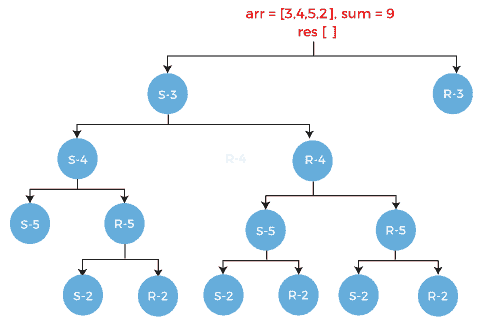 arr = [3,4,5,2], sum = 9
res [ ]
S-3
R-3
S-4
R-4
R-4
S-5
R-5
S-5
R-5
S-2
R-2
S-2
R-2
S-2
R-2